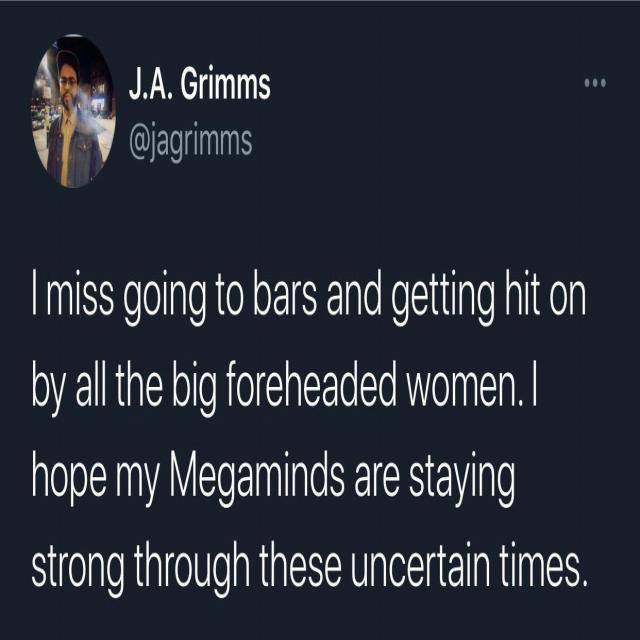 J.A. Grimms
@jagrimms
I miss going to bars and getting hit on
by all the big foreheaded women. I
hope my Megaminds are staying
strong through these uncertain times.